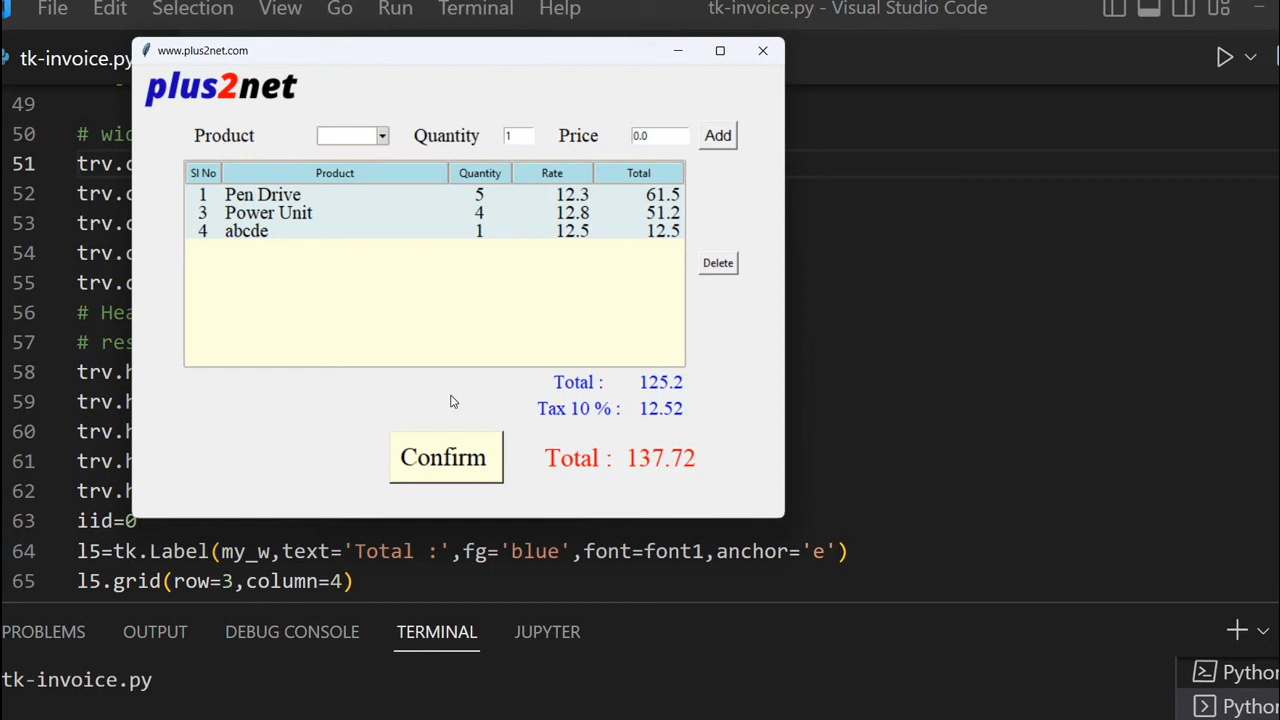 File Edit Selection View Go Run Terminal Help tk-invoice.py - Visual Studio Code
tk-invoice.py
www.plus2net.com
plus2net
Product Quantity 1 Price 0.0 Add
Sl No Product Quantity Rate Total
1 Pen Drive 5 12.3 61.5
3 Power Unit 4 12.8 51.2
4 abcde 1 12.5 12.5
Delete
Total : 125.2
Tax 10 % : 12.52
Confirm Total : 137.72
49
50 # wid
51 trv.c
52 trv.c
53 trv.c
54 trv.c
55 trv.c
56 # Hea
57 # res
58 trv.h
59 trv.h
60 trv.h
61 trv.h
62 trv.h
63 iid=0
64 l5=tk.Label(my_w,text='Total :',fg='blue',font=font1,anchor='e')
65 l5.grid(row=3,column=4)
PROBLEMS OUTPUT DEBUG CONSOLE TERMINAL JUPYTER
tk-invoice.py
Python
Python